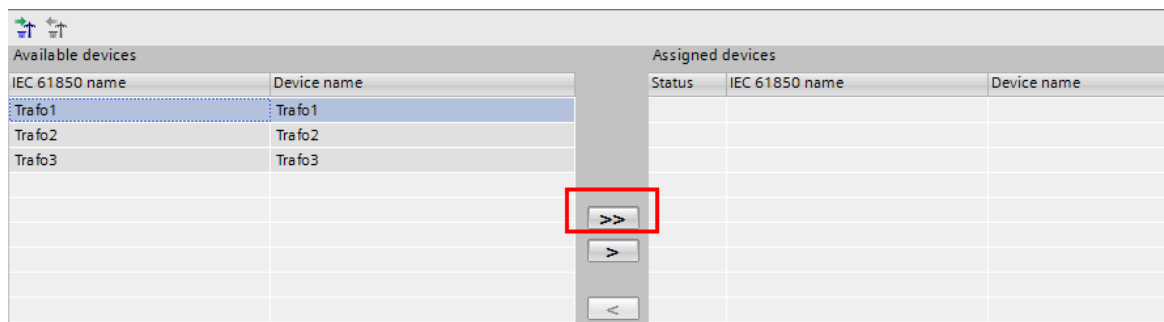 Available devices Assigned devices
IEC 61850 name Device name Status IEC 61850 name Device name
Trafo1 Trafo1
Trafo2 Trafo2
Trafo3 Trafo3
>>
>
<